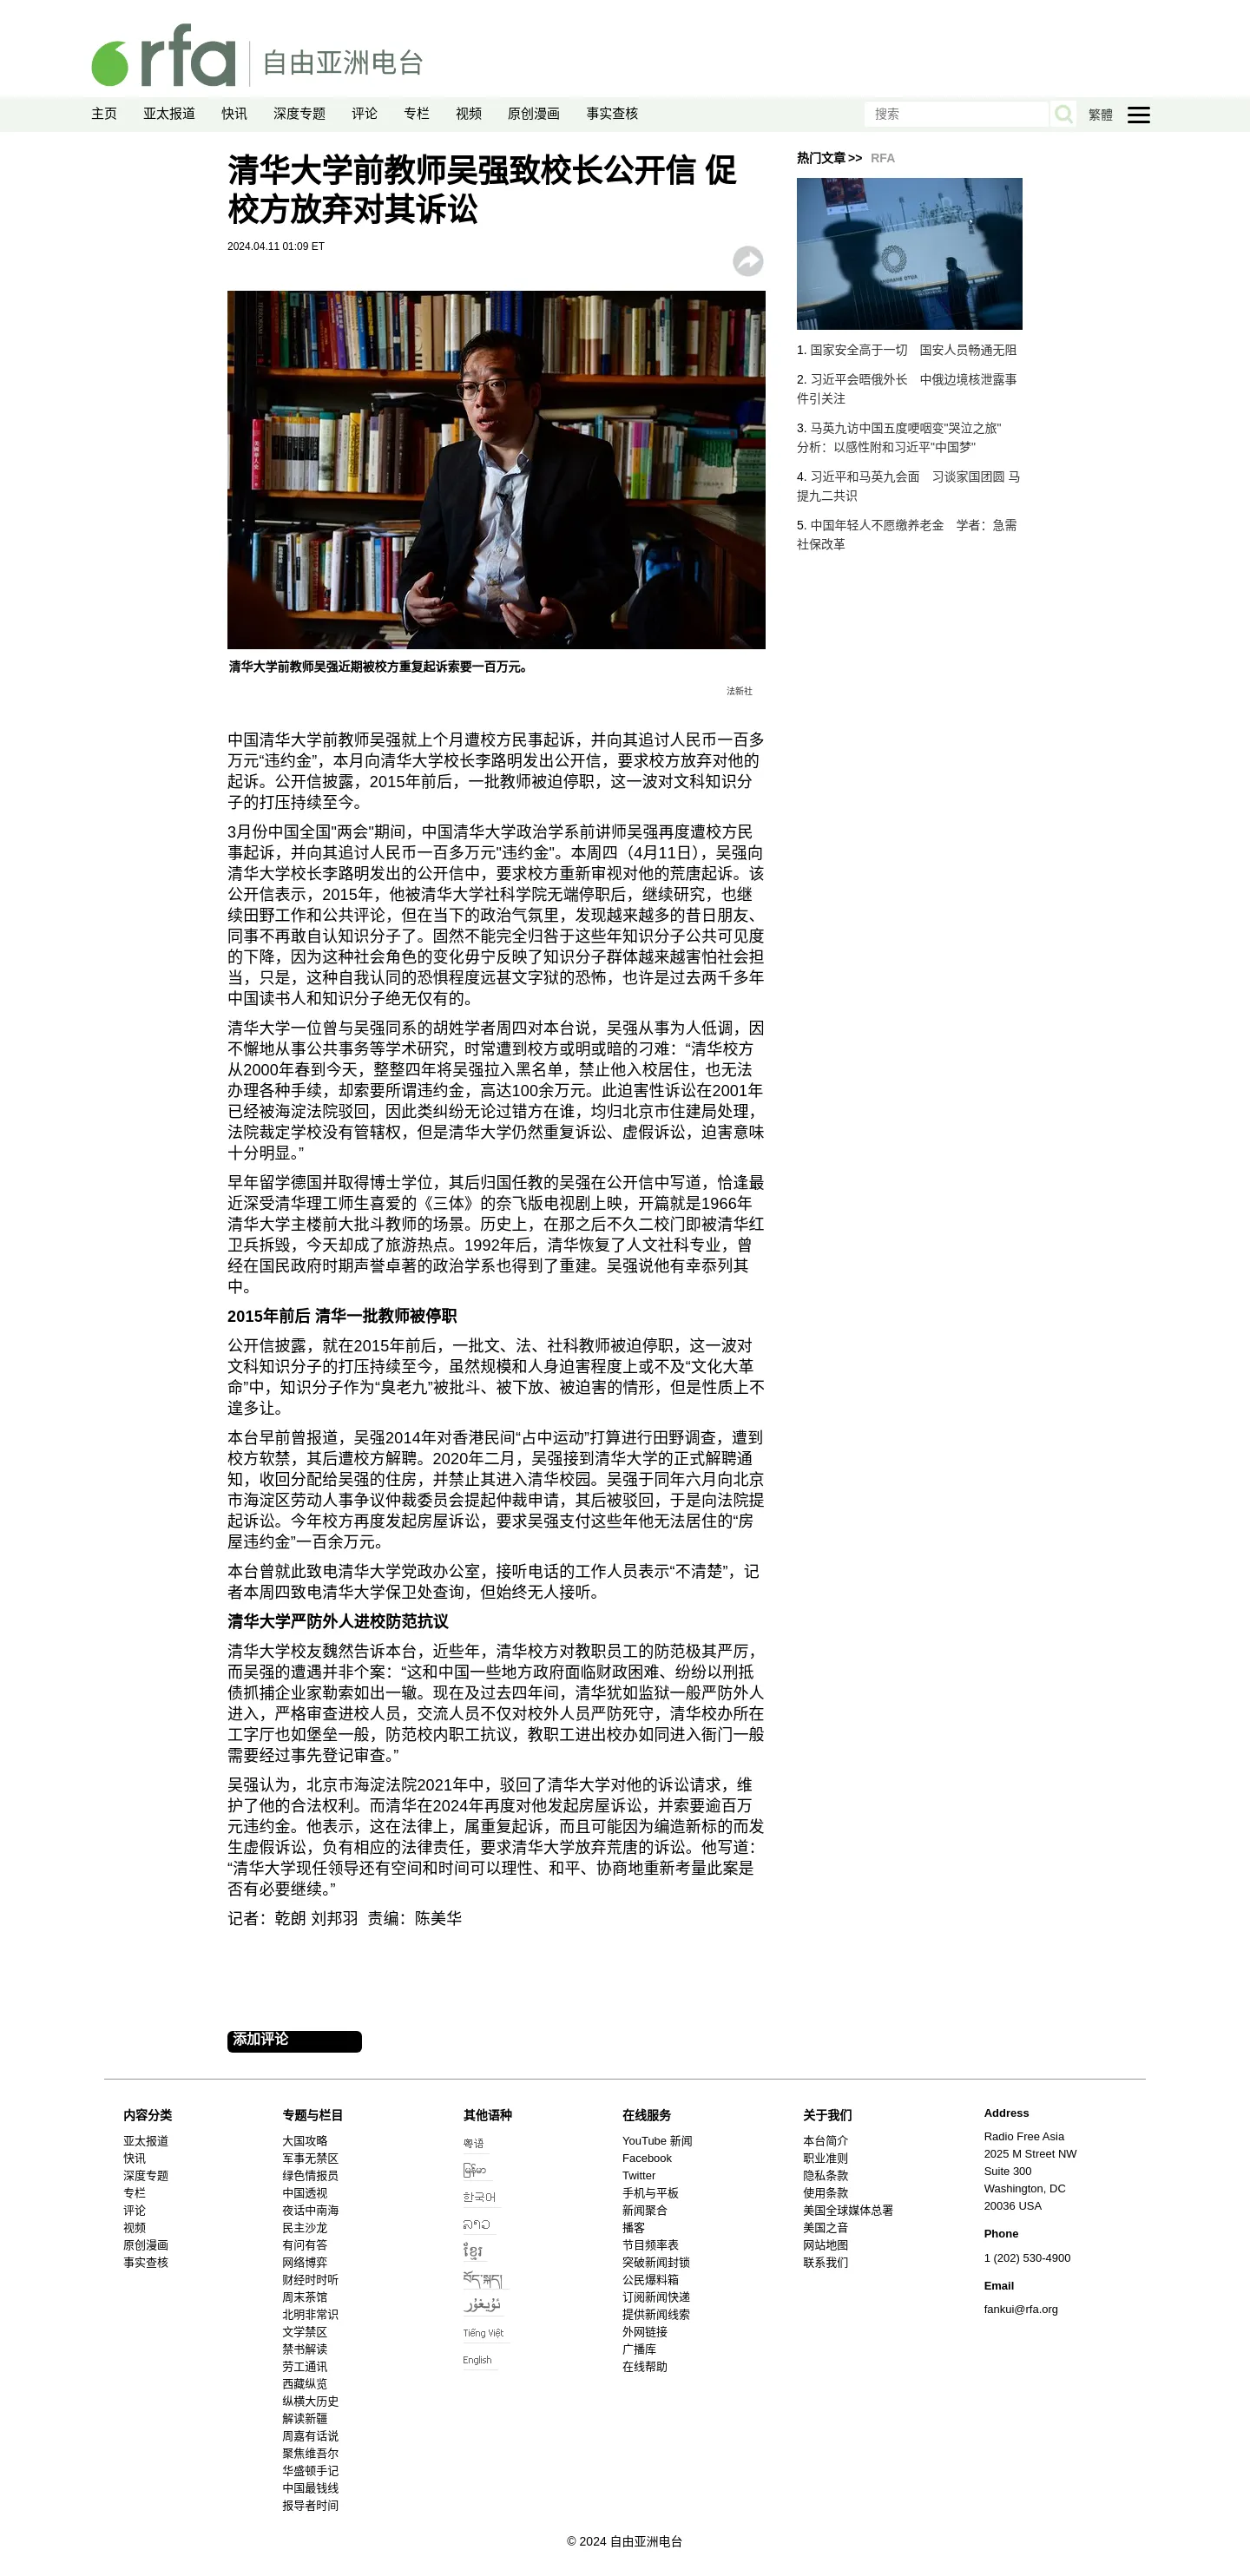 rfa 自由亚洲电台
主页 亚太报道 快讯 深度专题 评论 专栏 视频 原创漫画 事实查核 搜索 繁體
清华大学前教师吴强致校长公开信 促
校方放弃对其诉讼
2024.04.11 01:09 ET
清华大学前教师吴强近期被校方重复起诉索要一百万元。
法新社
中国清华大学前教师吴强就上个月遭校方民事起诉，并向其追讨人民币一百多
万元“违约金”，本月向清华大学校长李路明发出公开信，要求校方放弃对他的
起诉。公开信披露，2015年前后，一批教师被迫停职，这一波对文科知识分
子的打压持续至今。
3月份中国全国"两会"期间，中国清华大学政治学系前讲师吴强再度遭校方民
事起诉，并向其追讨人民币一百多万元"违约金"。本周四（4月11日），吴强向
清华大学校长李路明发出的公开信中，要求校方重新审视对他的荒唐起诉。该
公开信表示，2015年，他被清华大学社科学院无端停职后，继续研究，也继
续田野工作和公共评论，但在当下的政治气氛里，发现越来越多的昔日朋友、
同事不再敢自认知识分子了。固然不能完全归咎于这些年知识分子公共可见度
的下降，因为这种社会角色的变化毋宁反映了知识分子群体越来越害怕社会担
当，只是，这种自我认同的恐惧程度远甚文字狱的恐怖，也许是过去两千多年
中国读书人和知识分子绝无仅有的。
清华大学一位曾与吴强同系的胡姓学者周四对本台说，吴强从事为人低调，因
不懈地从事公共事务等学术研究，时常遭到校方或明或暗的刁难：“清华校方
从2000年春到今天，整整四年将吴强拉入黑名单，禁止他入校居住，也无法
办理各种手续，却索要所谓违约金，高达100余万元。此迫害性诉讼在2001年
已经被海淀法院驳回，因此类纠纷无论过错方在谁，均归北京市住建局处理，
法院裁定学校没有管辖权，但是清华大学仍然重复诉讼、虚假诉讼，迫害意味
十分明显。”
早年留学德国并取得博士学位，其后归国任教的吴强在公开信中写道，恰逢最
近深受清华理工师生喜爱的《三体》的奈飞版电视剧上映，开篇就是1966年
清华大学主楼前大批斗教师的场景。历史上，在那之后不久二校门即被清华红
卫兵拆毁，今天却成了旅游热点。1992年后，清华恢复了人文社科专业，曾
经在国民政府时期声誉卓著的政治学系也得到了重建。吴强说他有幸忝列其
中。
2015年前后 清华一批教师被停职
公开信披露，就在2015年前后，一批文、法、社科教师被迫停职，这一波对
文科知识分子的打压持续至今，虽然规模和人身迫害程度上或不及“文化大革
命”中，知识分子作为“臭老九”被批斗、被下放、被迫害的情形，但是性质上不
遑多让。
本台早前曾报道，吴强2014年对香港民间“占中运动”打算进行田野调查，遭到
校方软禁，其后遭校方解聘。2020年二月，吴强接到清华大学的正式解聘通
知，收回分配给吴强的住房，并禁止其进入清华校园。吴强于同年六月向北京
市海淀区劳动人事争议仲裁委员会提起仲裁申请，其后被驳回，于是向法院提
起诉讼。今年校方再度发起房屋诉讼，要求吴强支付这些年他无法居住的“房
屋违约金”一百余万元。
本台曾就此致电清华大学党政办公室，接听电话的工作人员表示“不清楚”，记
者本周四致电清华大学保卫处查询，但始终无人接听。
清华大学严防外人进校防范抗议
清华大学校友魏然告诉本台，近些年，清华校方对教职员工的防范极其严厉，
而吴强的遭遇并非个案：“这和中国一些地方政府面临财政困难、纷纷以刑抵
债抓捕企业家勒索如出一辙。现在及过去四年间，清华犹如监狱一般严防外人
进入，严格审查进校人员，交流人员不仅对校外人员严防死守，清华校办所在
工字厅也如堡垒一般，防范校内职工抗议，教职工进出校办如同进入衙门一般
需要经过事先登记审查。”
吴强认为，北京市海淀法院2021年中，驳回了清华大学对他的诉讼请求，维
护了他的合法权利。而清华在2024年再度对他发起房屋诉讼，并索要逾百万
元违约金。他表示，这在法律上，属重复起诉，而且可能因为编造新标的而发
生虚假诉讼，负有相应的法律责任，要求清华大学放弃荒唐的诉讼。他写道：
“清华大学现任领导还有空间和时间可以理性、和平、协商地重新考量此案是
否有必要继续。”
记者：乾朗 刘邦羽 责编：陈美华
添加评论
热门文章 >> RFA
1. 国家安全高于一切 国安人员畅通无阻
2. 习近平会晤俄外长 中俄边境核泄露事
件引关注
3. 马英九访中国五度哽咽变"哭泣之旅"
分析：以感性附和习近平"中国梦"
4. 习近平和马英九会面 习谈家国团圆 马
提九二共识
5. 中国年轻人不愿缴养老金 学者：急需
社保改革
内容分类
亚太报道
快讯
深度专题
专栏
评论
视频
原创漫画
事实查核
专题与栏目
大国攻略
军事无禁区
绿色情报员
中国透视
夜话中南海
民主沙龙
有问有答
网络博弈
财经时时听
周末茶馆
北明非常识
文学禁区
禁书解读
劳工通讯
西藏纵览
纵横大历史
解读新疆
周嘉有话说
聚焦维吾尔
华盛顿手记
中国最钱线
报导者时间
其他语种
粤语
မြန်မာ
한국어
ລາວ
ខ្មែរ
བོད་སྐད།
ئۇيغۇر
Tiếng Việt
English
在线服务
YouTube 新闻
Facebook
Twitter
手机与平板
新闻聚合
播客
节目频率表
突破新闻封锁
公民爆料箱
订阅新闻快递
提供新闻线索
外网链接
广播库
在线帮助
关于我们
本台简介
职业准则
隐私条款
使用条款
美国全球媒体总署
美国之音
网站地图
联系我们
Address
Radio Free Asia
2025 M Street NW
Suite 300
Washington, DC
20036 USA
Phone
1 (202) 530-4900
Email
fankui@rfa.org
© 2024 自由亚洲电台